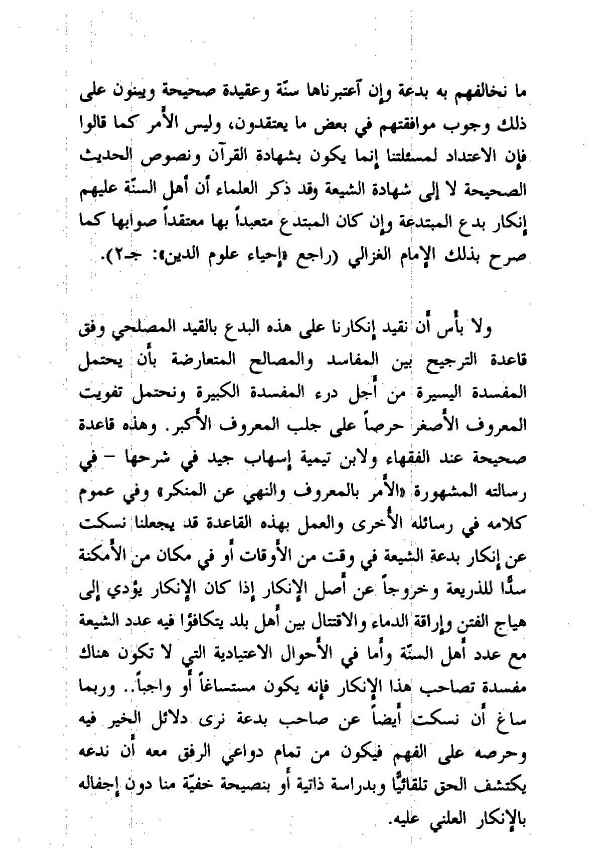 ما نخالفهم به بدعة وإن آعتبرناها سنّة وعقيدة صحيحة ويبنون على
ذلك وجوب موافقتهم في بعض ما يعتقدون، وليس الأمر كما قالوا
فإن الاعتداد لمسئلتنا إنما يكون بشهادة القرآن ونصوص الحديث
الصحيحة لا إلى شهادة الشيعة وقد ذكر العلماء أن أهل السنّة عليهم
إنكار بدع المبتدعة وإن كان المبتدع متعبداً بها معتقداً صوابها كما
صرح بذلك الإمام الغزالي (راجع «إحياء علوم الدين»: جـ٢).
ولا بأس أن نقيد إنكارنا على هذه البدع بالقيد المصلحي وفق
قاعدة الترجيح بين المفاسد والمصالح المتعارضة بأن يحتمل
المفسدة اليسيرة من أجل درء المفسدة الكبيرة ونحتمل تفويت
المعروف الأصغر حرصاً على جلب المعروف الأكبر. وهذه قاعدة
صحيحة عند الفقهاء ولابن تيمية إسهاب جيد في شرحها – في
رسالته المشهورة «الأمر بالمعروف والنهي عن المنكر» وفي عموم
كلامه في رسائله الأُخرى والعمل بهذه القاعدة قد يجعلنا نسكت
عن إنكار بدعة الشيعة في وقت من الأوقات أو في مكان من الأمكنة
سدًّا للذريعة وخروجاً عن أصل الإنكار إذا كان الإنكار يؤدي إلى
هياج الفتن وإراقة الدماء والاقتتال بين أهل بلد يتكافؤا فيه عدد الشيعة
مع عدد أهل السنّة وأما في الأحوال الاعتيادية التي لا تكون هناك
مفسدة تصاحب هذا الإنكار فإنه يكون مستساغاً أو واجباً.. وربما
ساغ أن نسكت أيضاً عن صاحب بدعة نرى دلائل الخير فيه
وحرصه على الفهم فيكون من تمام دواعي الرفق معه أن ندعه
يكتشف الحق تلقائيًّا وبدراسة ذاتية أو بنصيحة خفيّة منا دون إجفاله
بالإنكار العلني عليه.